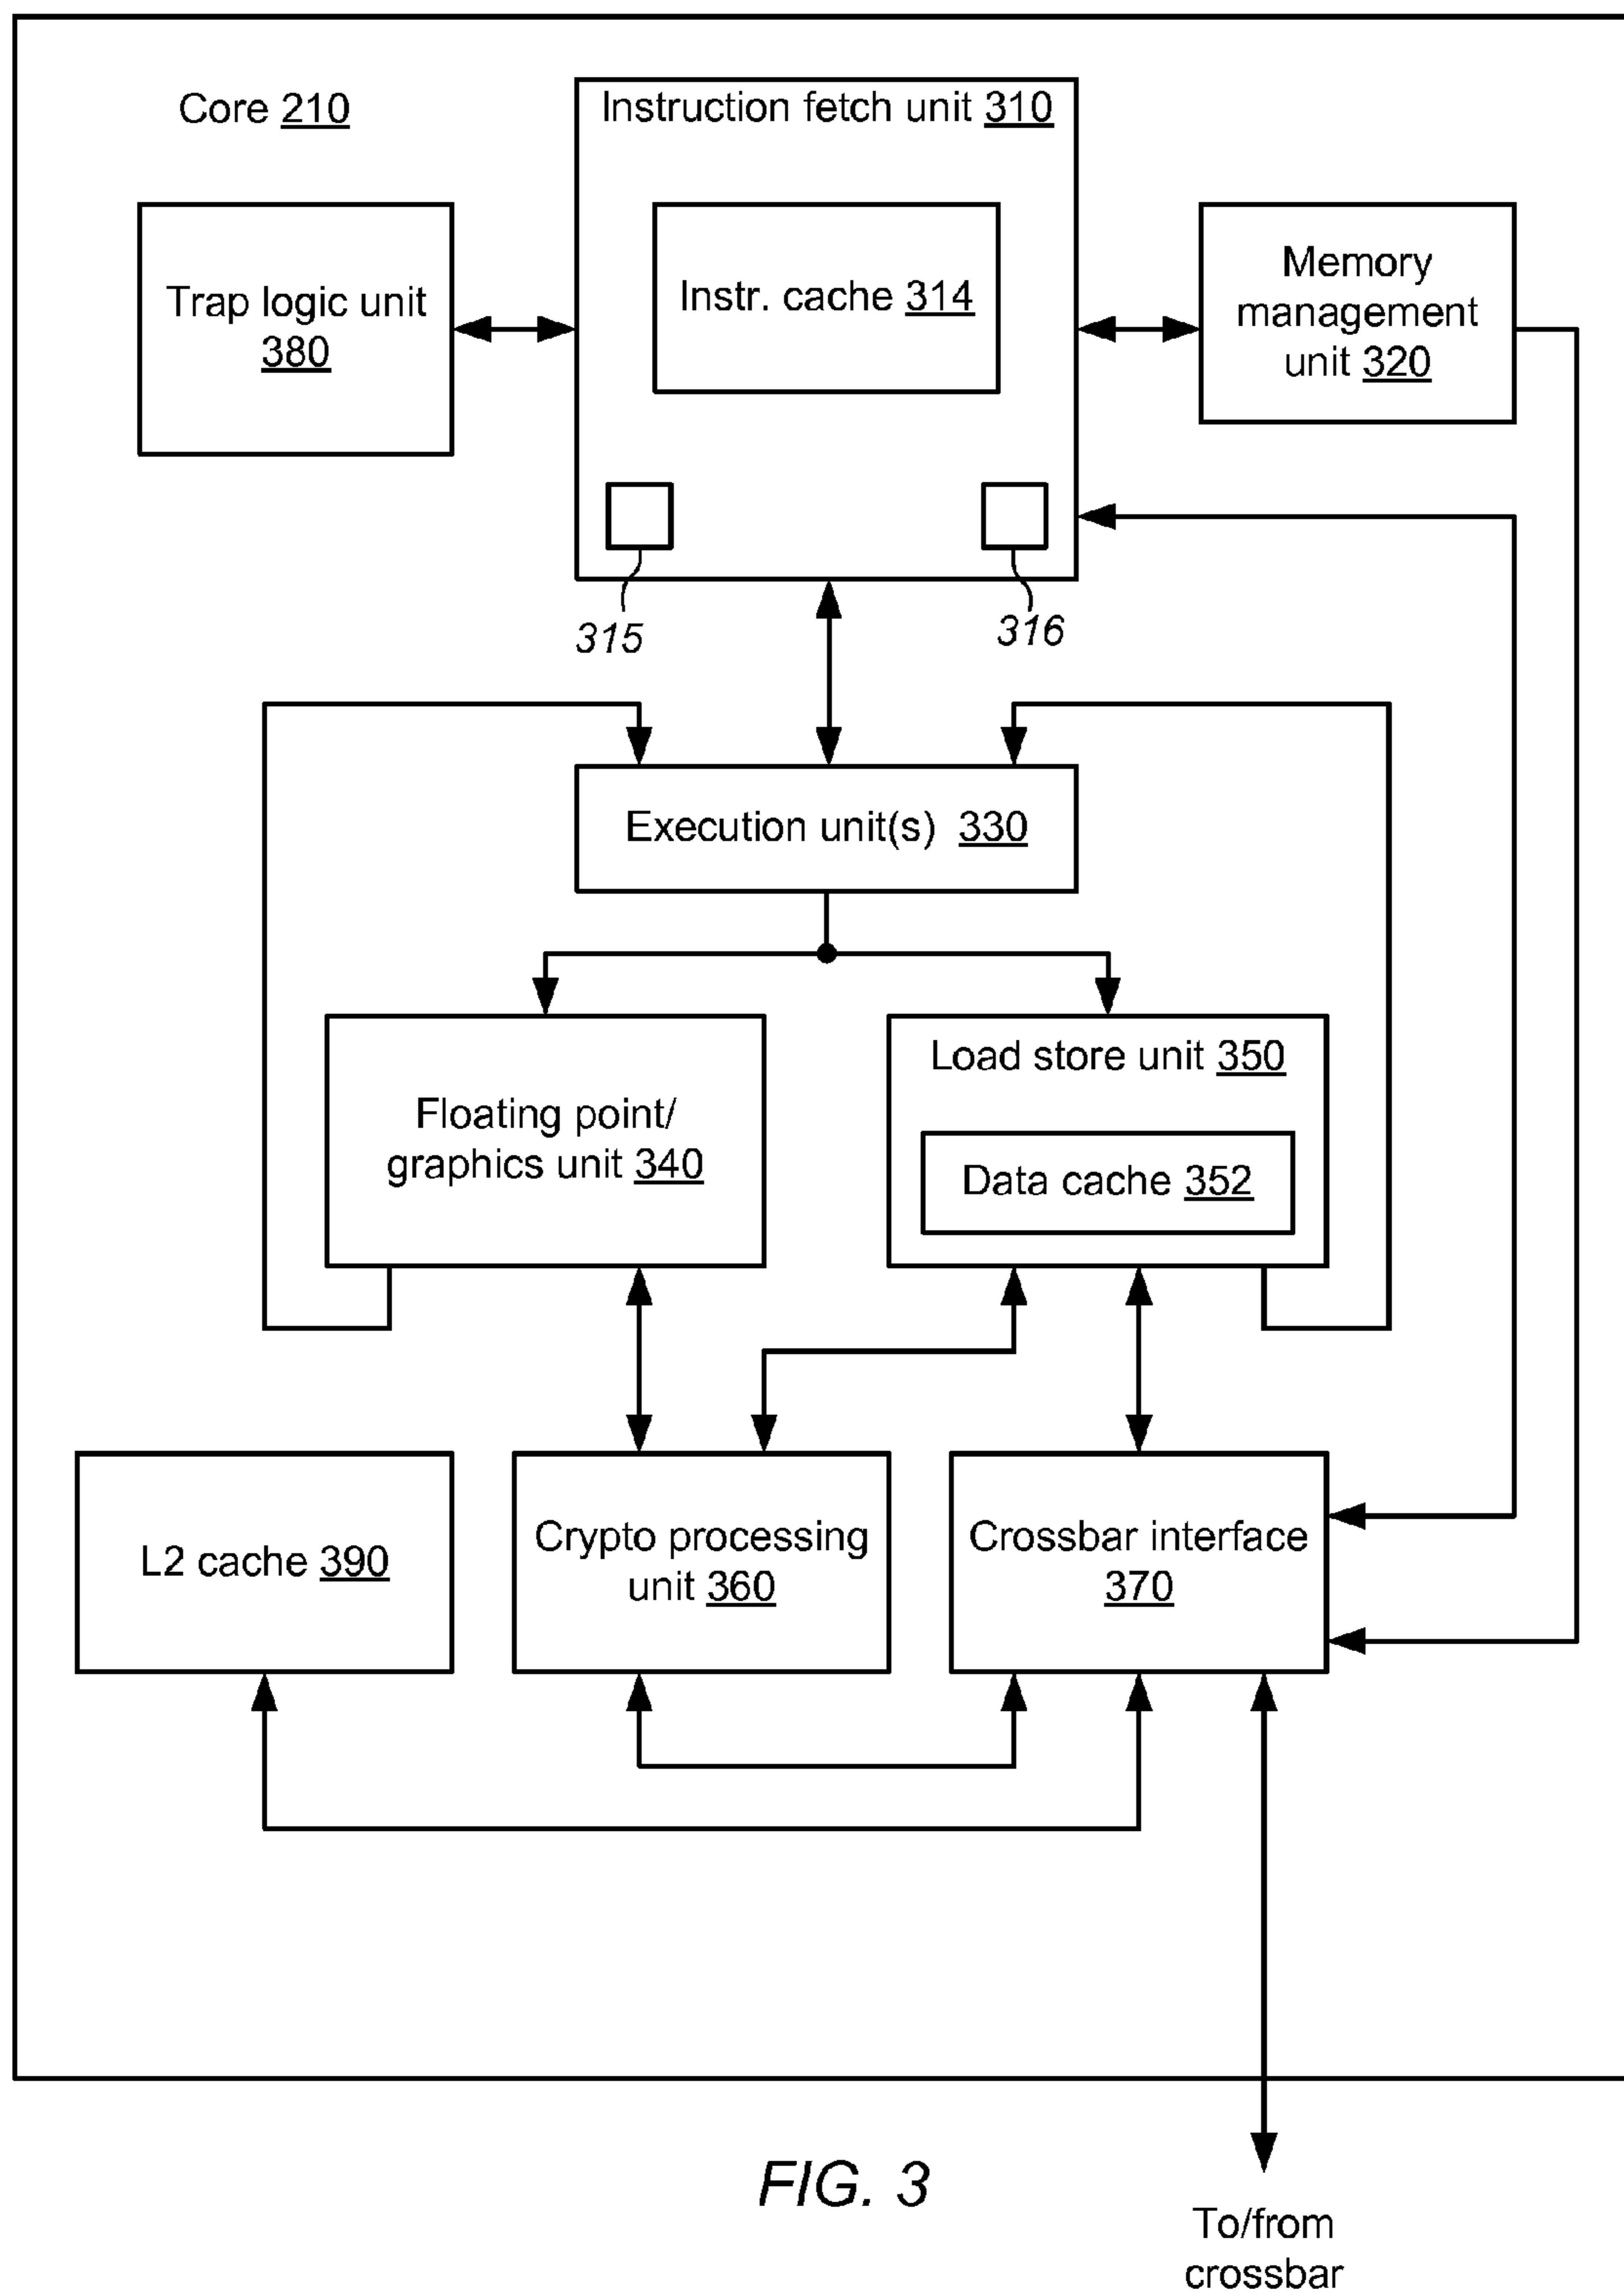 Core 210
Instruction fetch unit 310
Instr. cache 314
Trap logic unit
380
Memory
management
unit 320
315
316
Execution unit(s) 330
Floating point/
graphics unit 340
Load store unit 350
Data cache 352
L2 cache 390
Crypto processing
unit 360
Crossbar interface
370
FIG. 3
To/from
crossbar